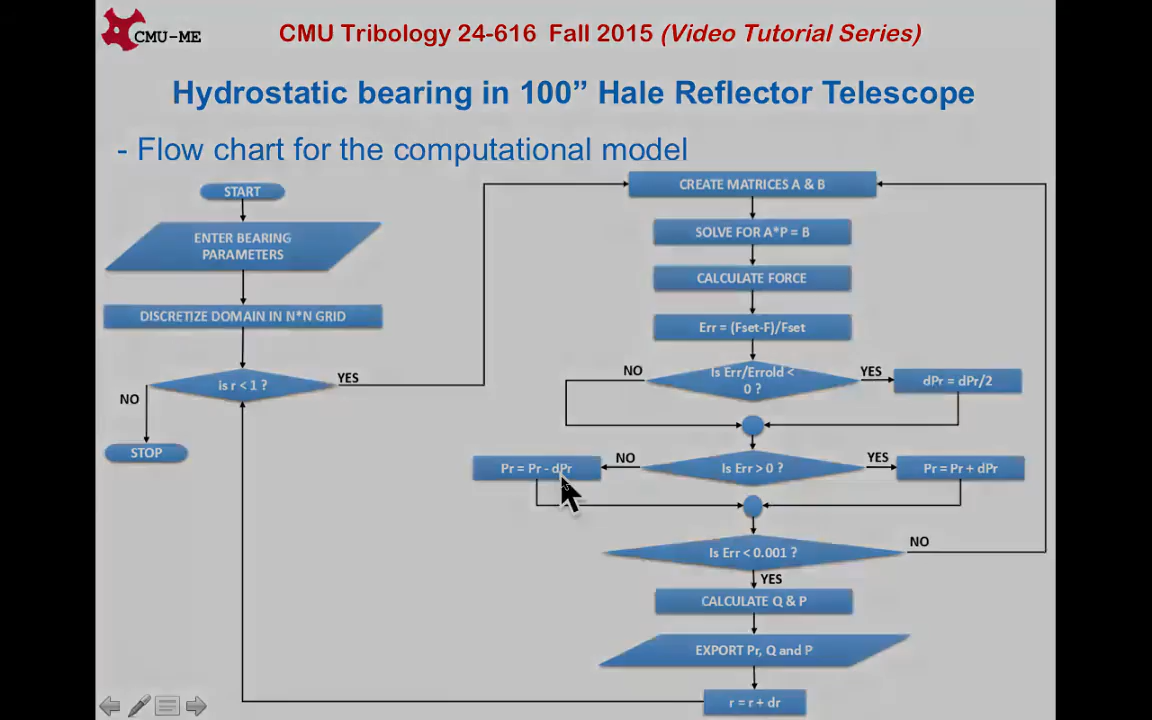 CMU-ME
CMU Tribology 24-616 Fall 2015 (Video Tutorial Series)
Hydrostatic bearing in 100” Hale Reflector Telescope
- Flow chart for the computational model
START
ENTER BEARING
PARAMETERS
DISCRETIZE DOMAIN IN N*N GRID
is r < 1 ?
YES
NO
STOP
CREATE MATRICES A & B
SOLVE FOR A*P = B
CALCULATE FORCE
Err = (Fset-F)/Fset
Is Err/Errold <
0 ?
NO
YES
dPr = dPr/2
Is Err > 0 ?
NO
Pr = Pr - dPr
YES
Pr = Pr + dPr
Is Err < 0.001 ?
NO
YES
CALCULATE Q & P
EXPORT Pr, Q and P
r = r + dr